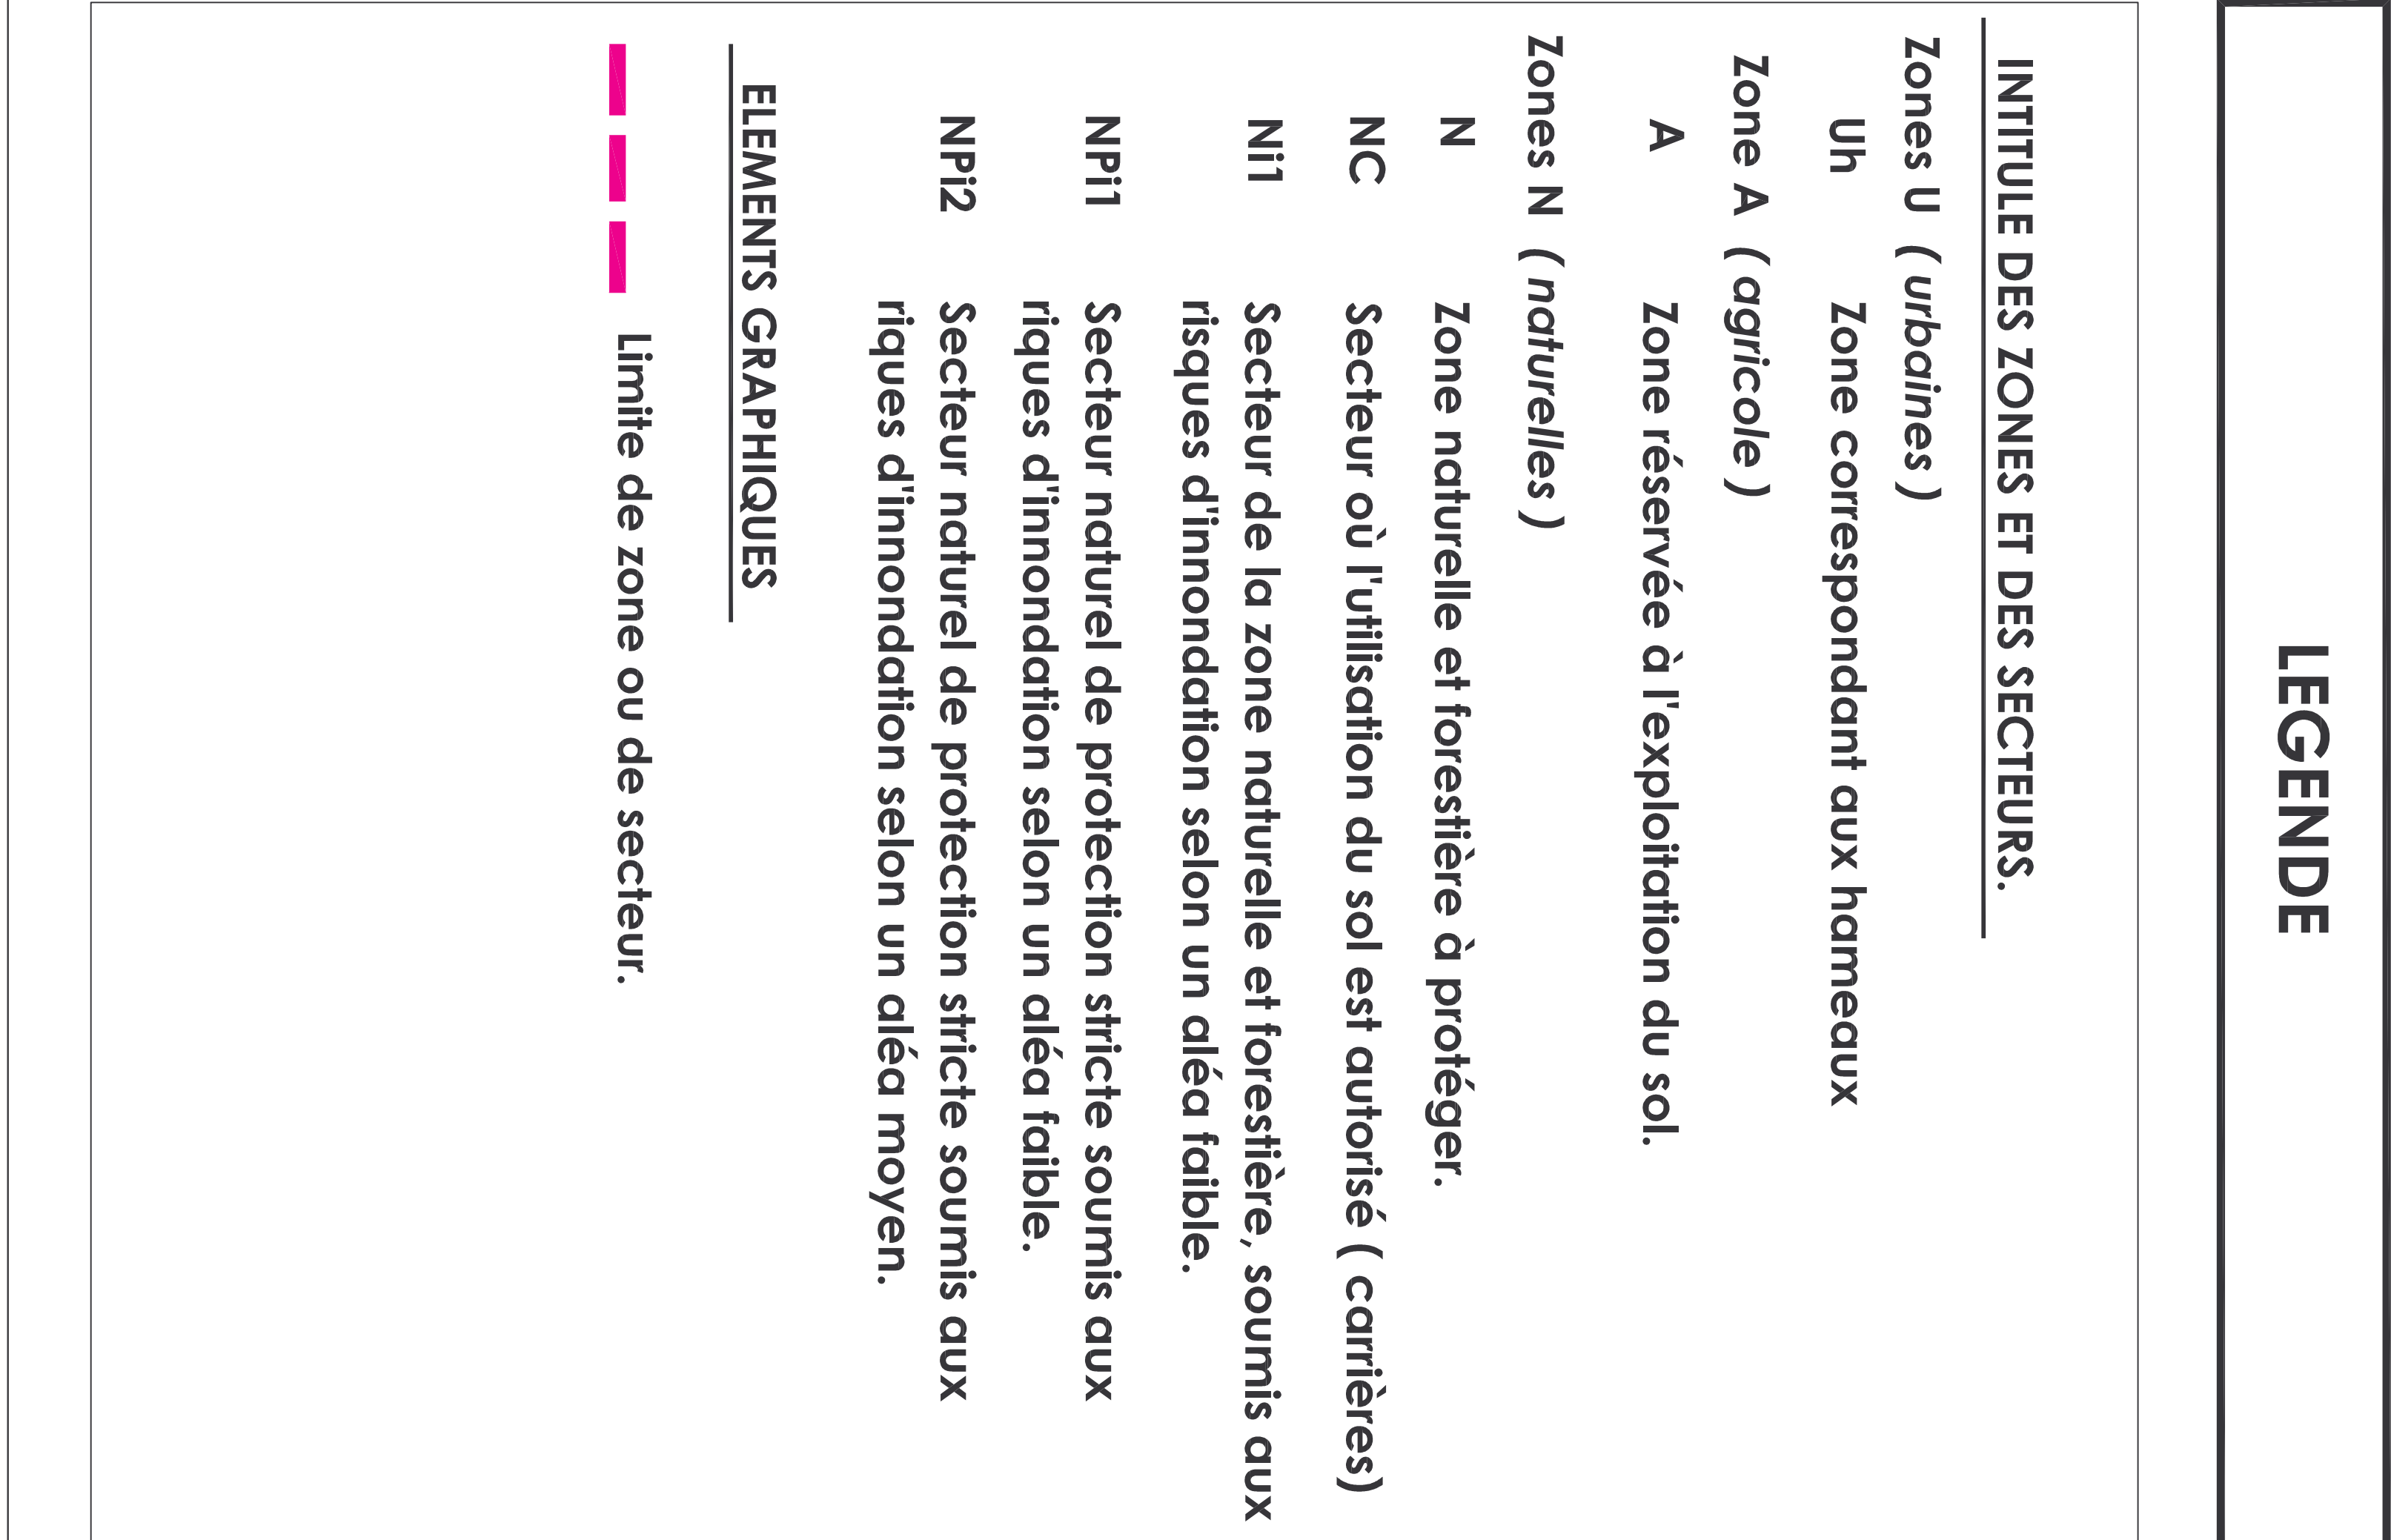 LEGENDE
INTITULE DES ZONES ET DES SECTEURS.
Zones U ( urbaines )
Uh Zone correspondant aux hameaux
Zone A ( agricole )
A Zone réservée à l'exploitation du sol.
Zones N ( naturelles )
N Zone naturelle et forestière à protéger.
NC Secteur où l'utilisation du sol est autorisé ( carrières)
Ni1 Secteur de la zone naturelle et forestière, soumis aux
risques d'innondation selon un aléa faible.
NPi1 Secteur naturel de protection stricte soumis aux
riques d'innondation selon un aléa faible.
NPi2 Secteur naturel de protection stricte soumis aux
riques d'innondation selon un aléa moyen.
ELEMENTS GRAPHIQUES
Limite de zone ou de secteur.